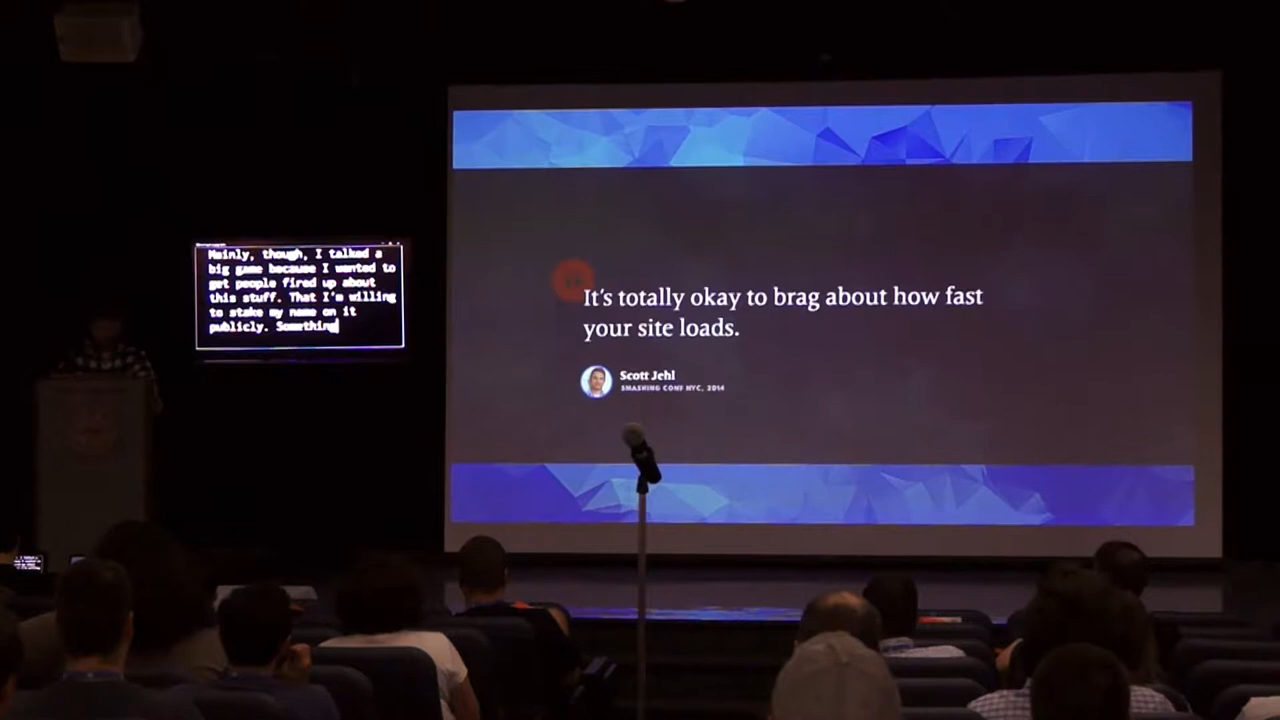 Mainly, though, I talked a
big game because I wanted to
get people fired up about
this stuff. That I'm willing
to stake my name on it
publicly. Something
It's totally okay to brag about how fast
your site loads.
Scott Jehl
SMASHING CONF NYC, 2014